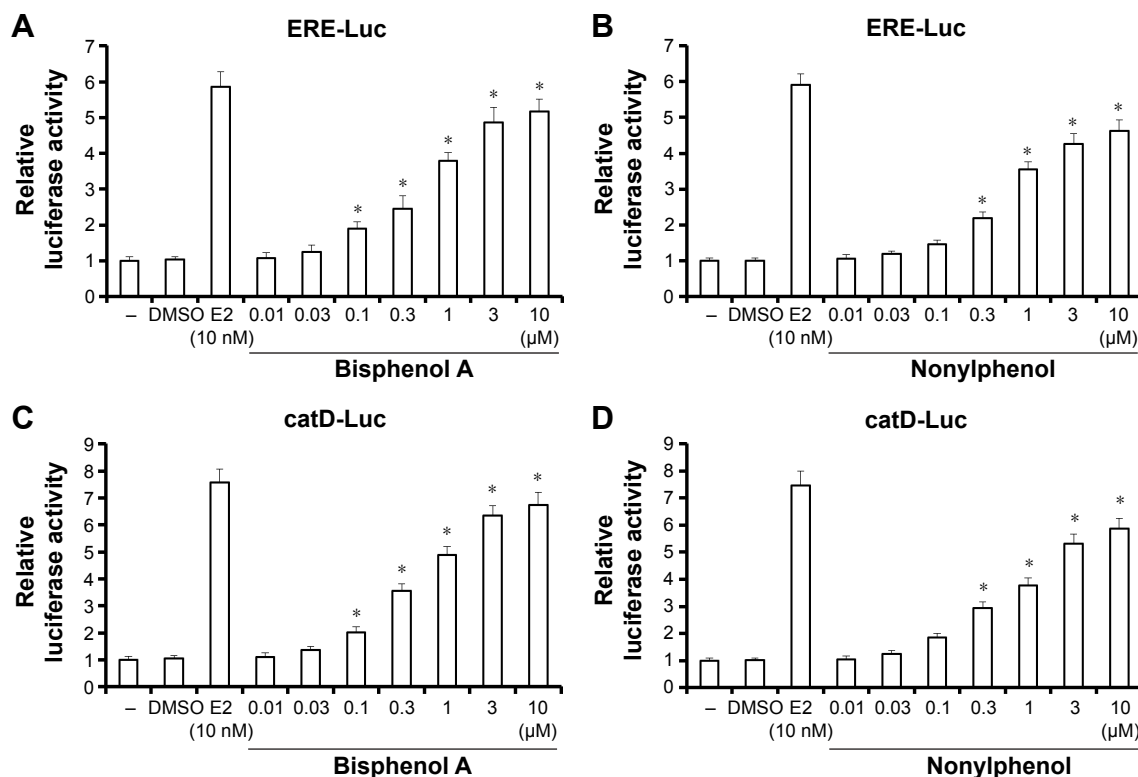 A
ERE-Luc
Relative
luciferase activity
7
6
5
4
3
2
1
0
*
*
*
*
*
– DMSO E2 0.01 0.03 0.1 0.3 1 3 10
(10 nM) (µM)
Bisphenol A
B
ERE-Luc
Relative
luciferase activity
7
6
5
4
3
2
1
0
*
*
*
*
– DMSO E2 0.01 0.03 0.1 0.3 1 3 10
(10 nM) (µM)
Nonylphenol
C
catD-Luc
Relative
luciferase activity
9
8
7
6
5
4
3
2
1
0
*
*
*
*
*
– DMSO E2 0.01 0.03 0.1 0.3 1 3 10
(10 nM) (µM)
Bisphenol A
D
catD-Luc
Relative
luciferase activity
9
8
7
6
5
4
3
2
1
0
*
*
*
*
– DMSO E2 0.01 0.03 0.1 0.3 1 3 10
(10 nM) (µM)
Nonylphenol